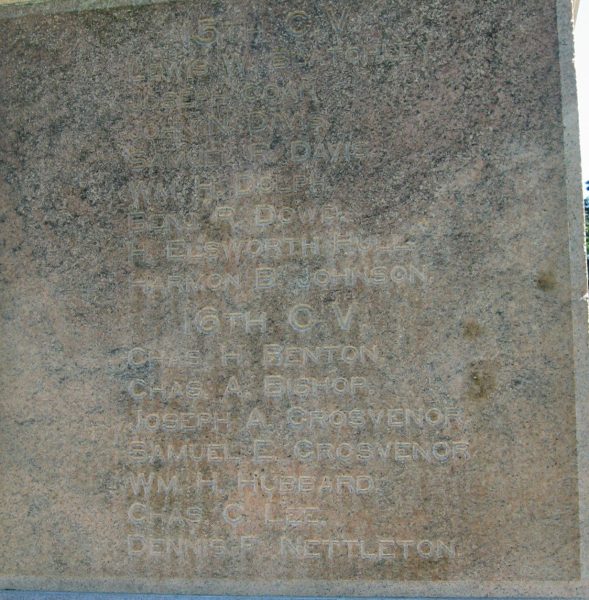 15TH C.V.
SAMUEL R. DAVIS.
WM. H. DOLPH.
BENJ. R. DOWD.
H. ELSWORTH HULL.
HARMON B. JOHNSON.
16TH C.V.
CHAS. H. BENTON.
CHAS. A. BISHOP.
JOSEPH A. GROSVENOR.
SAMUEL E. GROSVENOR.
WM. H. HUBBARD.
CHAS. C. LEE.
DENNIS F. NETTLETON.